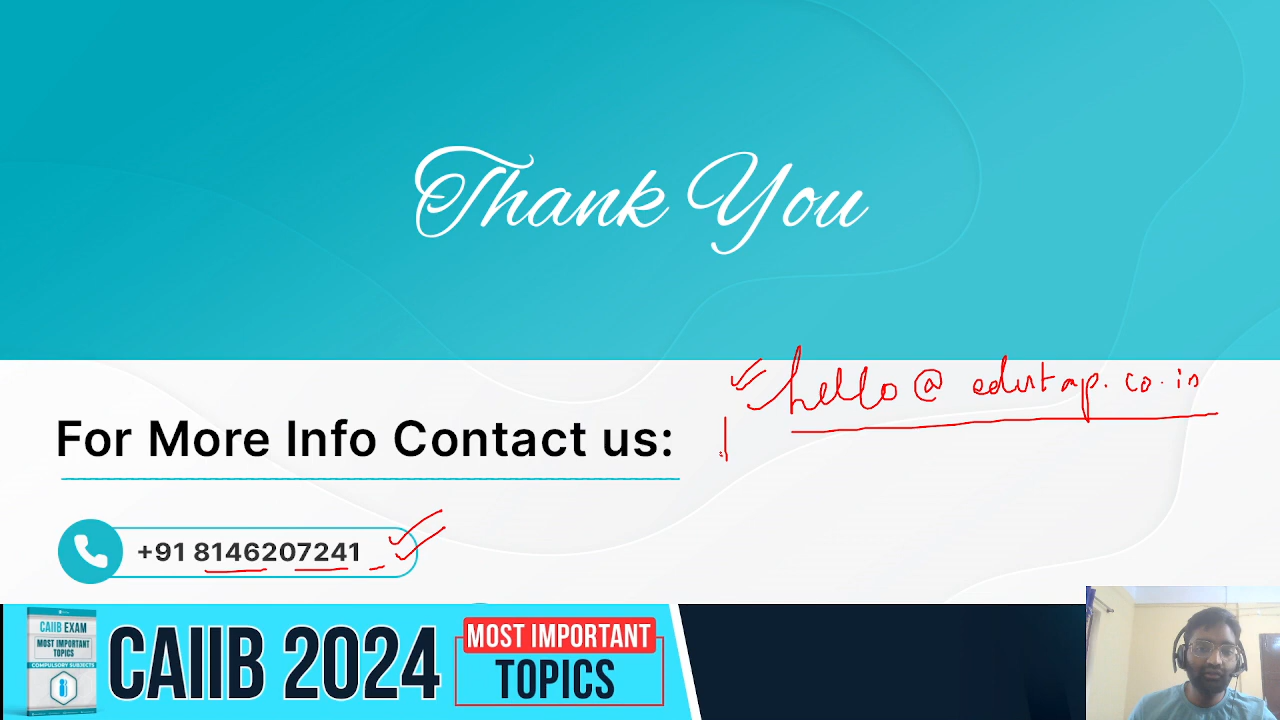 Thank You
hello@edutap.co.in
For More Info Contact us:
+91 8146207241
CAIIB EXAM
MOST IMPORTANT
TOPICS
COMPULSORY SUBJECTS
CAIIB 2024
MOST IMPORTANT
TOPICS